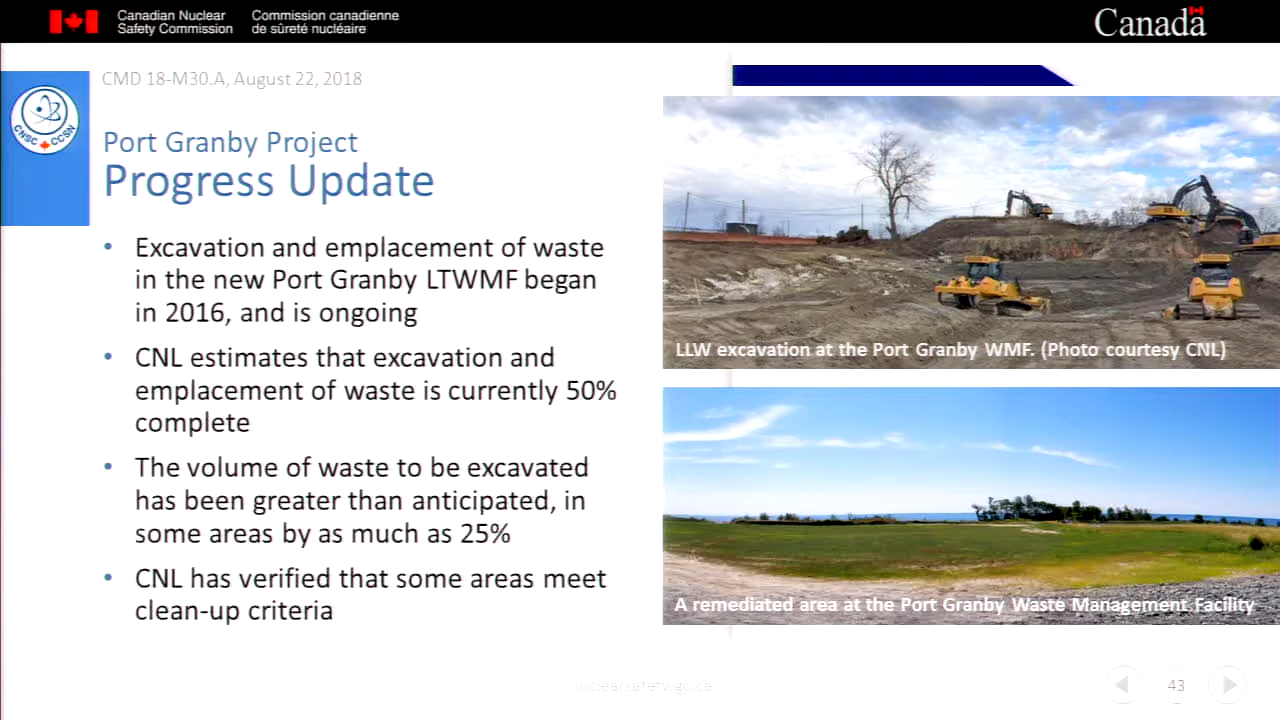 Canadian Nuclear
Safety Commission
Commission canadienne
de sûreté nucléaire
Canada
CMD 18-M30.A, August 22, 2018
CNSC CCSN
Port Granby Project
Progress Update
• Excavation and emplacement of waste
in the new Port Granby LTWMF began
in 2016, and is ongoing
• CNL estimates that excavation and
emplacement of waste is currently 50%
complete
• The volume of waste to be excavated
has been greater than anticipated, in
some areas by as much as 25%
• CNL has verified that some areas meet
clean-up criteria
LLW excavation at the Port Granby WMF. (Photo courtesy CNL)
A remediated area at the Port Granby Waste Management Facility
nuclearsafety.gc.ca
43